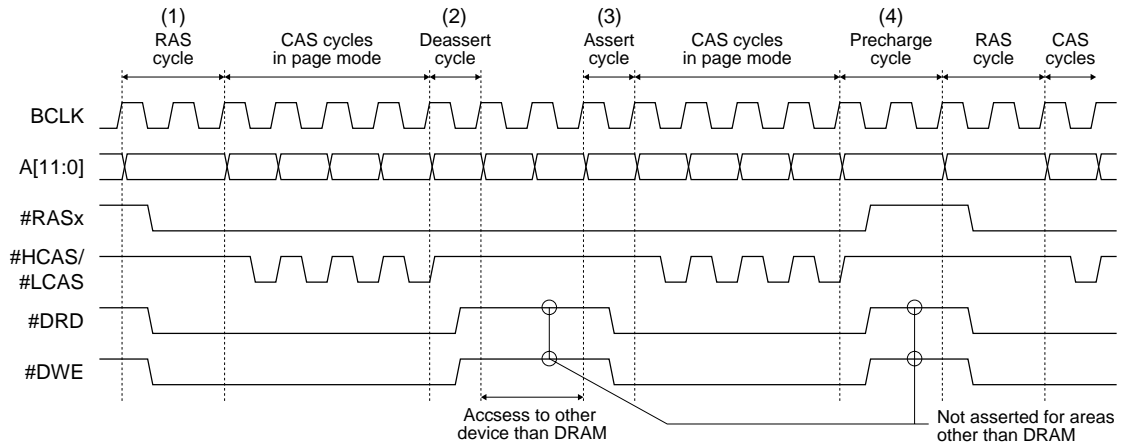 (1) (2) (3) (4)
RAS CAS cycles Deassert Assert CAS cycles Precharge RAS CAS
cycle in page mode cycle cycle in page mode cycle cycle cycles
BCLK
A[11:0]
#RASx
#HCAS/
#LCAS
#DRD
#DWE
Accsess to other
device than DRAM
Not asserted for areas
other than DRAM